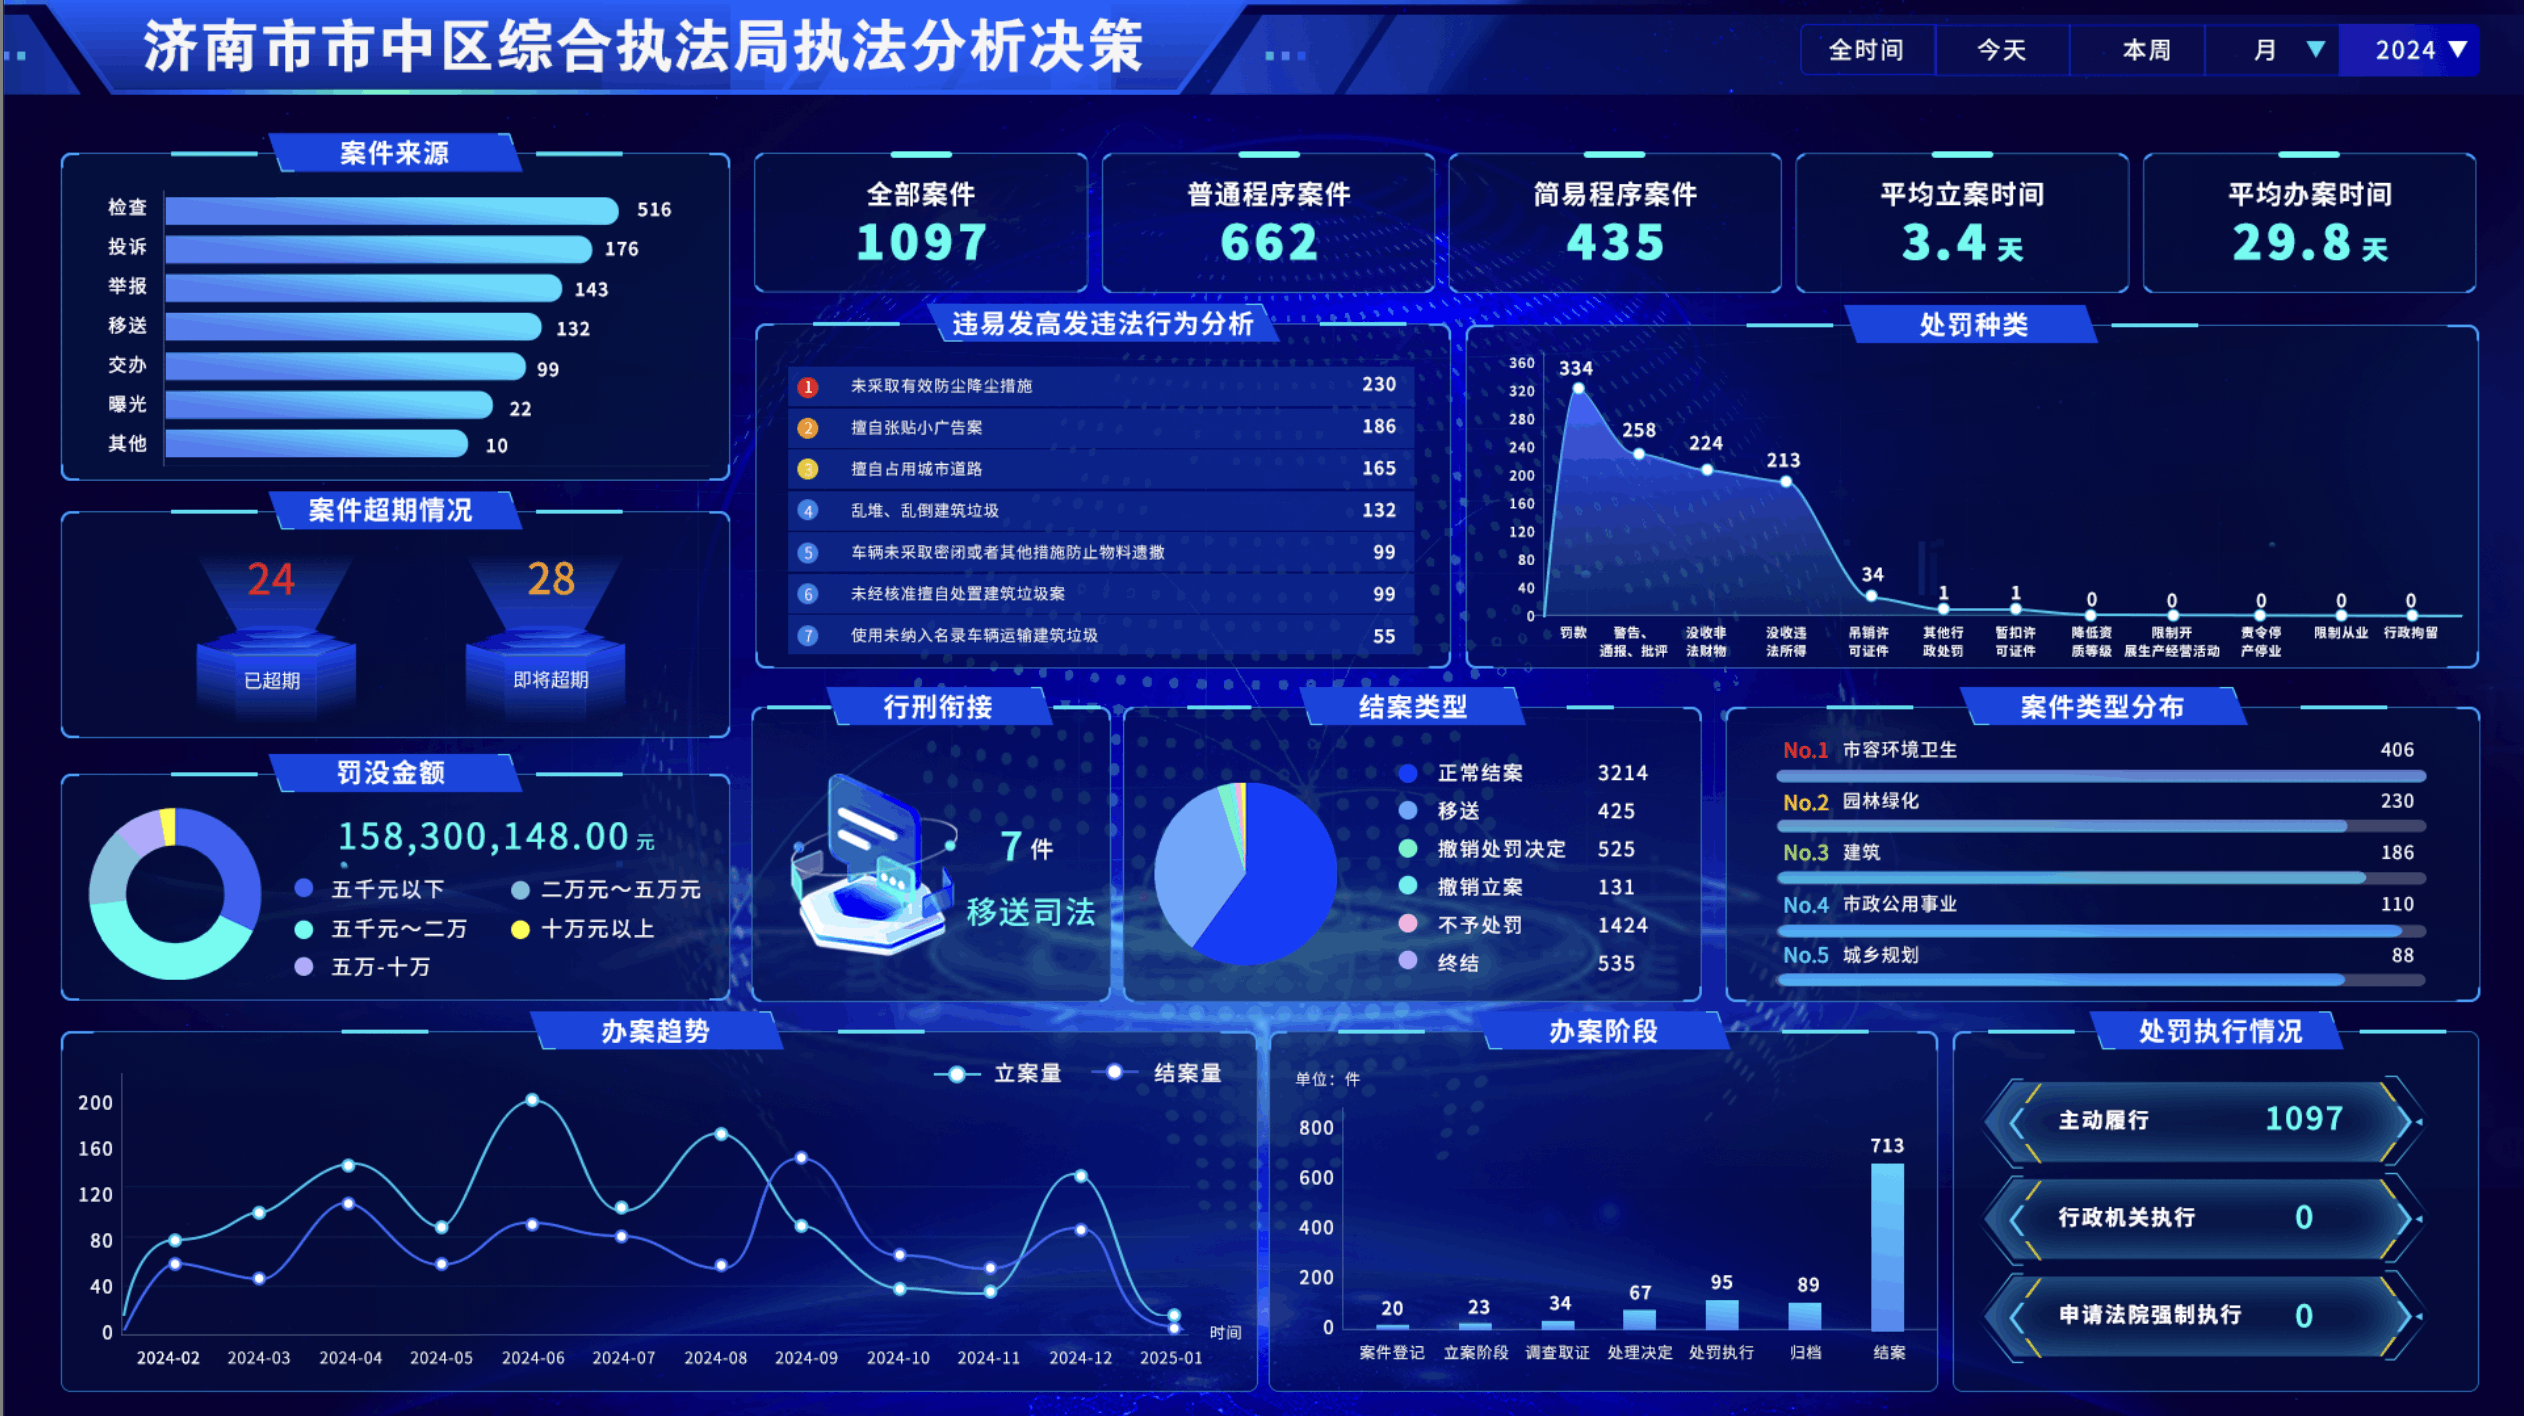 济南市市中区综合执法局执法分析决策
全时间
今天
本周
月 ▼
2024 ▼
案件来源
检查 516
投诉 176
举报 143
移送 132
交办 99
曝光 22
其他 10
全部案件
1097
普通程序案件
662
简易程序案件
435
平均立案时间
3.4 天
平均办案时间
29.8 天
案件超期情况
24
已超期
28
即将超期
违易发高发违法行为分析
1 未采取有效防尘降尘措施 230
2 擅自张贴小广告案 186
3 擅自占用城市道路 165
4 乱堆、乱倒建筑垃圾 132
5 车辆未采取密闭或者其他措施防止物料遗撒 99
6 未经核准擅自处置建筑垃圾案 99
7 使用未纳入名录车辆运输建筑垃圾 55
处罚种类
360
320
280
240
200
160
120
80
40
0
334
258
224
213
34
1
1
0
0
0
0
0
罚款
警告、
通报、批评
没收非
法财物
没收违
法所得
吊销许
可证件
其他行
政处罚
暂扣许
可证件
降低资
质等级
限制开
展生产经营活动
责令停
产停业
限制从业
行政拘留
罚没金额
158,300,148.00 元
五千元以下
二万元～五万元
五千元～二万
十万元以上
五万-十万
行刑衔接
7 件
移送司法
结案类型
正常结案 3214
移送 425
撤销处罚决定 525
撤销立案 131
不予处罚 1424
终结 535
案件类型分布
No.1 市容环境卫生 406
No.2 园林绿化 230
No.3 建筑 186
No.4 市政公用事业 110
No.5 城乡规划 88
办案趋势
立案量
结案量
200
160
120
80
40
0
时间
2024-02
2024-03
2024-04
2024-05
2024-06
2024-07
2024-08
2024-09
2024-10
2024-11
2024-12
2025-01
办案阶段
单位：件
800
600
400
200
0
20
23
34
67
95
89
713
案件登记
立案阶段
调查取证
处理决定
处罚执行
归档
结案
处罚执行情况
主动履行 1097
行政机关执行 0
申请法院强制执行 0